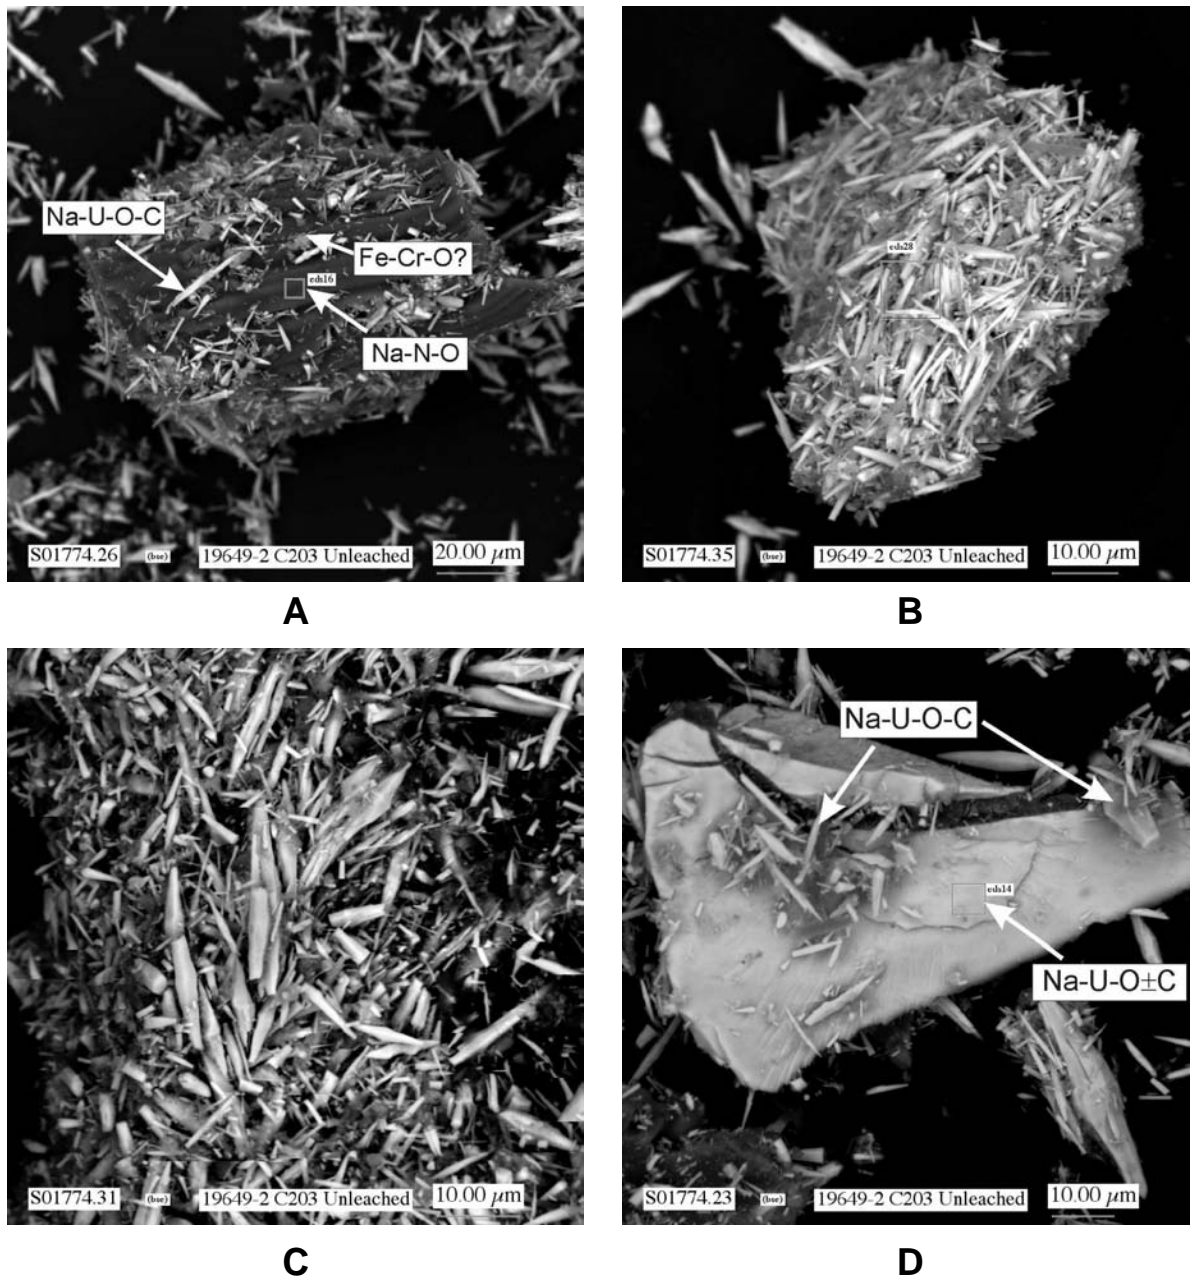 Na-U-O-C
Fe-Cr-O?
eds16
Na-N-O
S01774.26 (bse) 19649-2 C203 Unleached 20.00 µm
A
eds28
S01774.35 (bse) 19649-2 C203 Unleached 10.00 µm
B
S01774.31 (bse) 19649-2 C203 Unleached 10.00 µm
C
Na-U-O-C
eds14
Na-U-O±C
S01774.23 (bse) 19649-2 C203 Unleached 10.00 µm
D